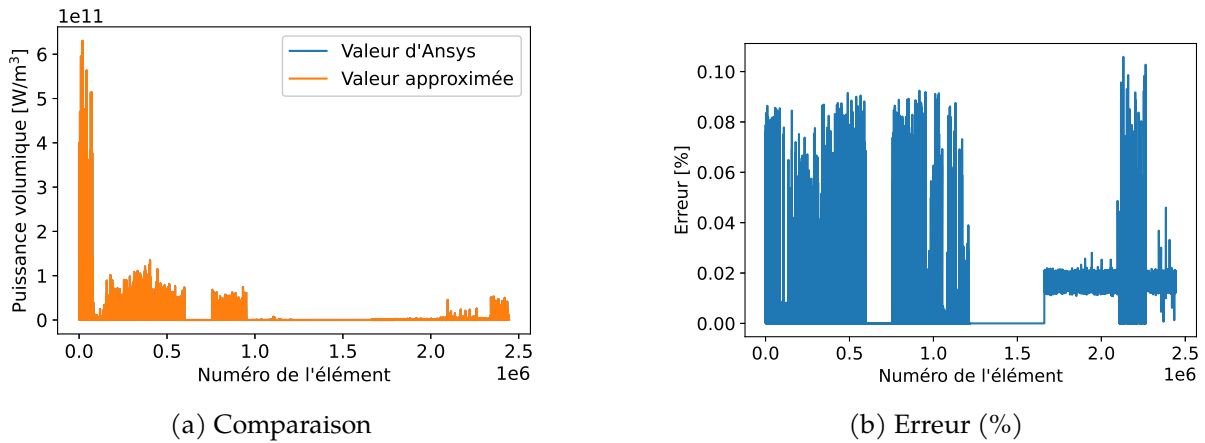 1e11
Puissance volumique [W/m³]
6
5
4
3
2
1
0
Valeur d'Ansys
Valeur approximée
0.0 0.5 1.0 1.5 2.0 2.5
Numéro de l'élément
1e6
(a) Comparaison
Erreur [%]
0.10
0.08
0.06
0.04
0.02
0.00
0.0 0.5 1.0 1.5 2.0 2.5
Numéro de l'élément
1e6
(b) Erreur (%)